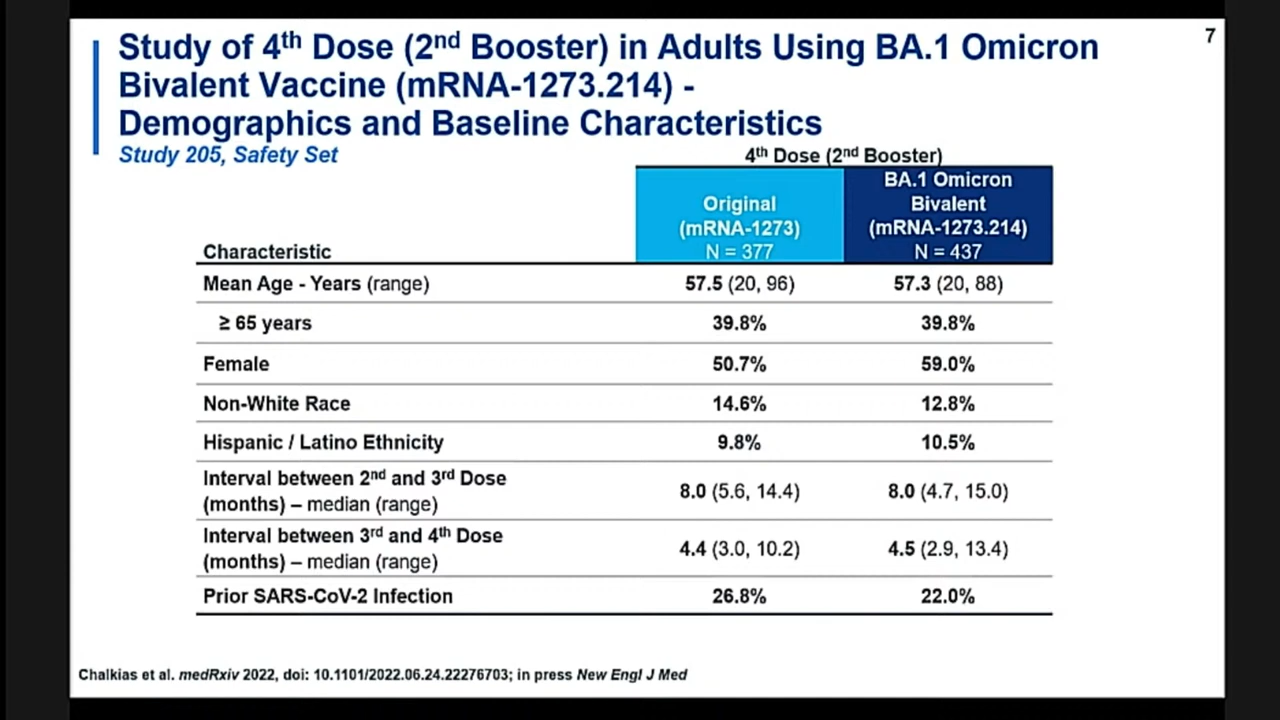 7
Study of 4th Dose (2nd Booster) in Adults Using BA.1 Omicron
Bivalent Vaccine (mRNA-1273.214) -
Demographics and Baseline Characteristics
Study 205, Safety Set
4th Dose (2nd Booster)
Characteristic
Original
(mRNA-1273)
N = 377
BA.1 Omicron
Bivalent
(mRNA-1273.214)
N = 437
Mean Age - Years (range) 57.5 (20, 96) 57.3 (20, 88)
≥ 65 years 39.8% 39.8%
Female 50.7% 59.0%
Non-White Race 14.6% 12.8%
Hispanic / Latino Ethnicity 9.8% 10.5%
Interval between 2nd and 3rd Dose
(months) – median (range) 8.0 (5.6, 14.4) 8.0 (4.7, 15.0)
Interval between 3rd and 4th Dose
(months) – median (range) 4.4 (3.0, 10.2) 4.5 (2.9, 13.4)
Prior SARS-CoV-2 Infection 26.8% 22.0%
Chalkias et al. medRxiv 2022, doi: 10.1101/2022.06.24.22276703; in press New Engl J Med